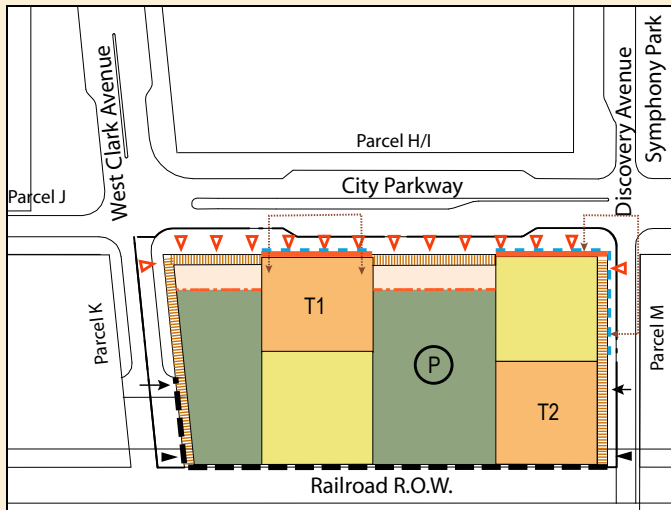 West Clark Avenue
Discovery Avenue
Symphony Park
Parcel H/I
Parcel J
City Parkway
Parcel K
T1
P
T2
Parcel M
Railroad R.O.W.